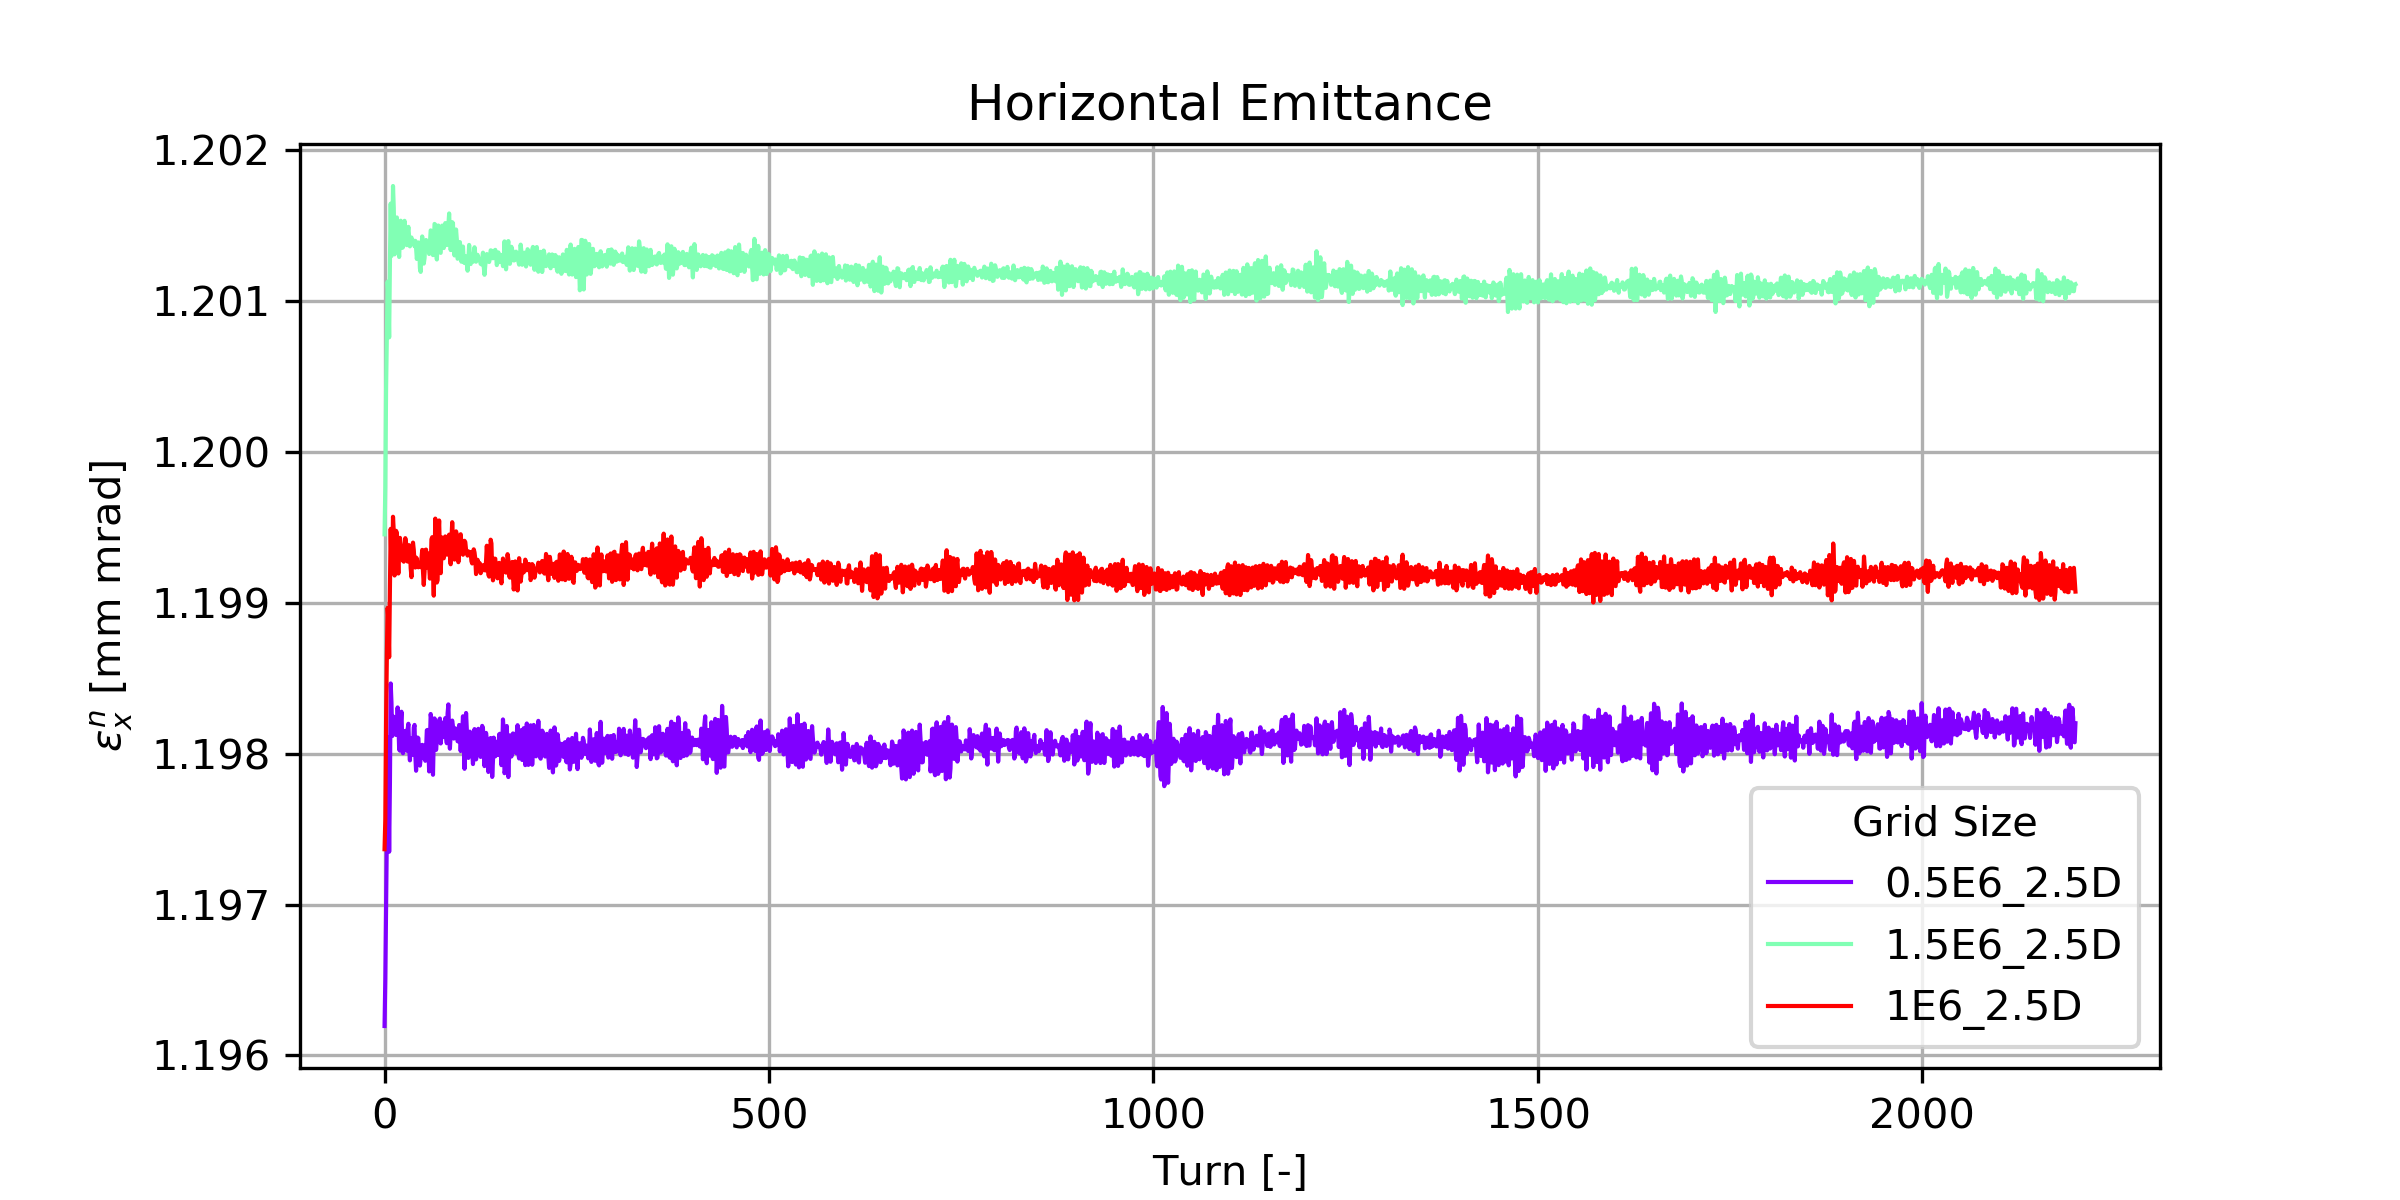 Horizontal Emittance
1.202
1.201
1.200
1.199
1.198
1.197
1.196
εₓⁿ [mm mrad]
0
500
1000
1500
2000
Turn [-]
Grid Size
0.5E6_2.5D
1.5E6_2.5D
1E6_2.5D